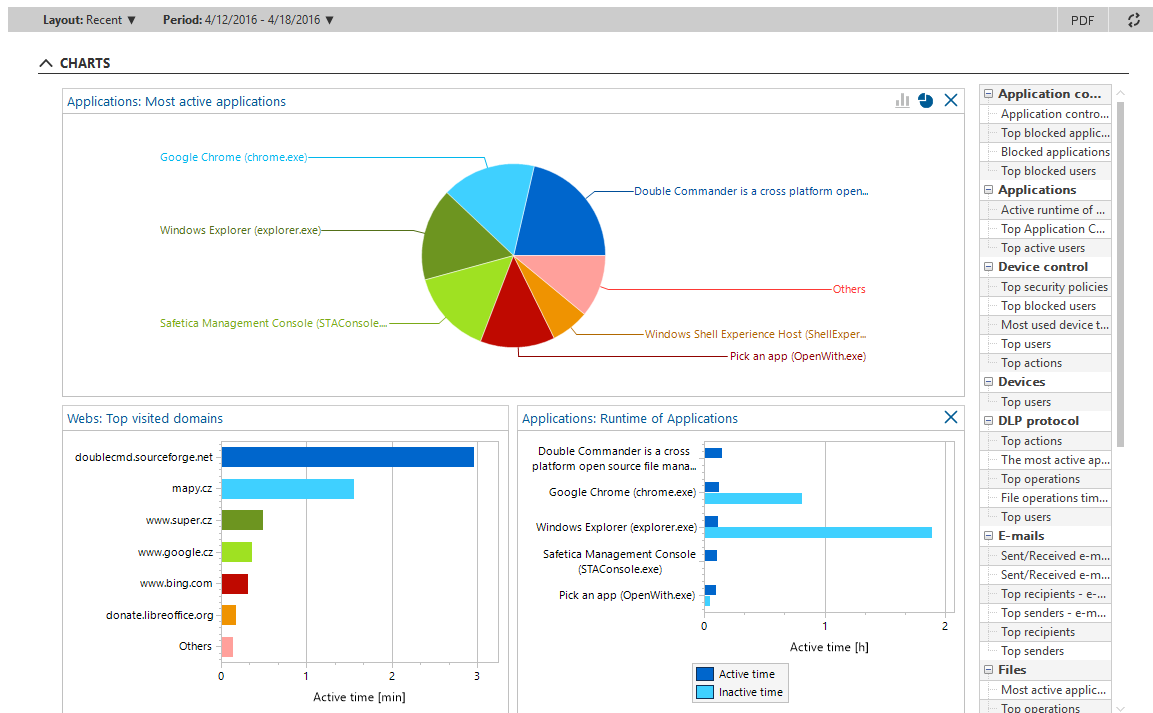 Layout: Recent ▼ Period: 4/12/2016 - 4/18/2016 ▼ PDF
CHARTS
Applications: Most active applications
Google Chrome (chrome.exe)
Double Commander is a cross platform open...
Windows Explorer (explorer.exe)
Others
Safetica Management Console (STAConsole....
Windows Shell Experience Host (ShellExper...
Pick an app (OpenWith.exe)
Webs: Top visited domains
doublecmd.sourceforge.net
mapy.cz
www.super.cz
www.google.cz
www.bing.com
donate.libreoffice.org
Others
0 1 2 3
Active time [min]
Applications: Runtime of Applications
Double Commander is a cross
platform open source file mana...
Google Chrome (chrome.exe)
Windows Explorer (explorer.exe)
Safetica Management Console
(STAConsole.exe)
Pick an app (OpenWith.exe)
0 1 2
Active time [h]
Active time
Inactive time
Application co...
Application contro...
Top blocked applic...
Blocked applications
Top blocked users
Applications
Active runtime of ...
Top Application C...
Top active users
Device control
Top security policies
Top blocked users
Most used device t...
Top users
Top actions
Devices
Top users
DLP protocol
Top actions
The most active ap...
Top operations
File operations tim...
Top users
E-mails
Sent/Received e-m...
Sent/Received e-m...
Top recipients - e-...
Top senders - e-m...
Top recipients
Top senders
Files
Most active applic...
Top operations